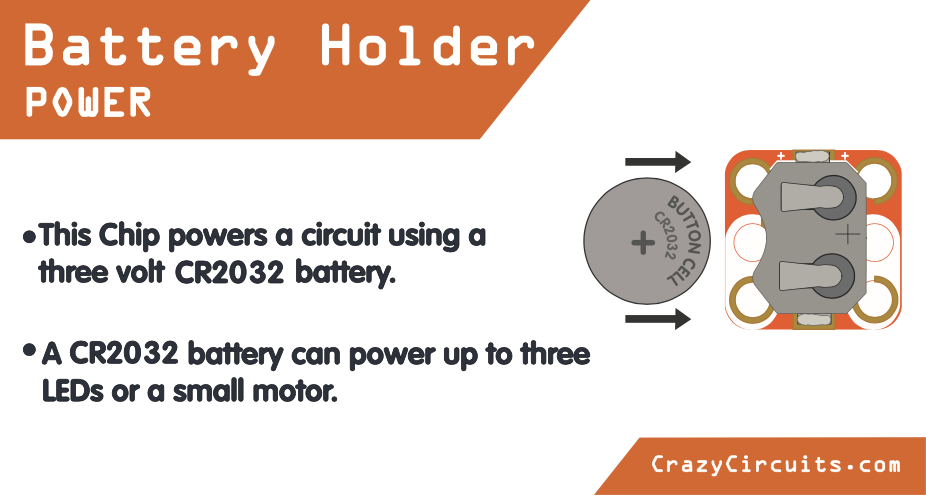 Battery Holder
POWER
•This Chip powers a circuit using a
three volt CR2032 battery.
•A CR2032 battery can power up to three
LEDs or a small motor.
BUTTON CELL
CR2032
+
+ +
+
CrazyCircuits.com